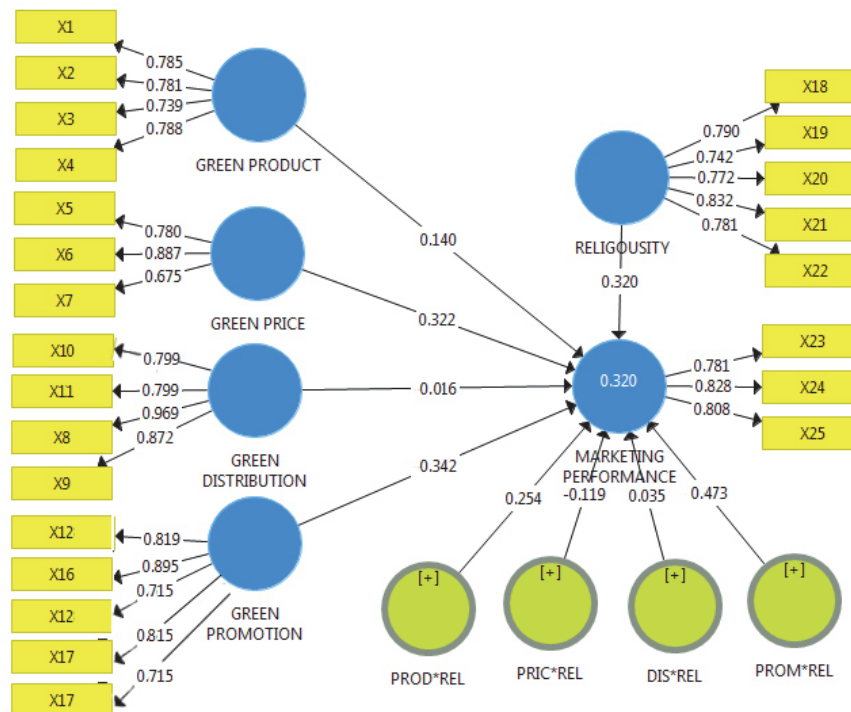 X1
X2
X3
X4
0.785
0.781
0.739
0.788
GREEN PRODUCT
X5
X6
X7
0.780
0.887
0.675
GREEN PRICE
X10
X11
X8
X9
0.799
0.799
0.969
0.872
GREEN
DISTRIBUTION
X12
X16
X12
X17
X17
0.819
0.895
0.715
0.815
0.715
GREEN
PROMOTION
0.140
0.322
0.016
0.342
RELIGOUSITY
0.790
0.742
0.772
0.832
0.781
X18
X19
X20
X21
X22
0.320
0.320
MARKETING
PERFORMANCE
0.781
0.828
0.808
X23
X24
X25
0.254
-0.119
0.035
0.473
[+]
[+]
[+]
[+]
PROD*REL
PRIC*REL
DIS*REL
PROM*REL